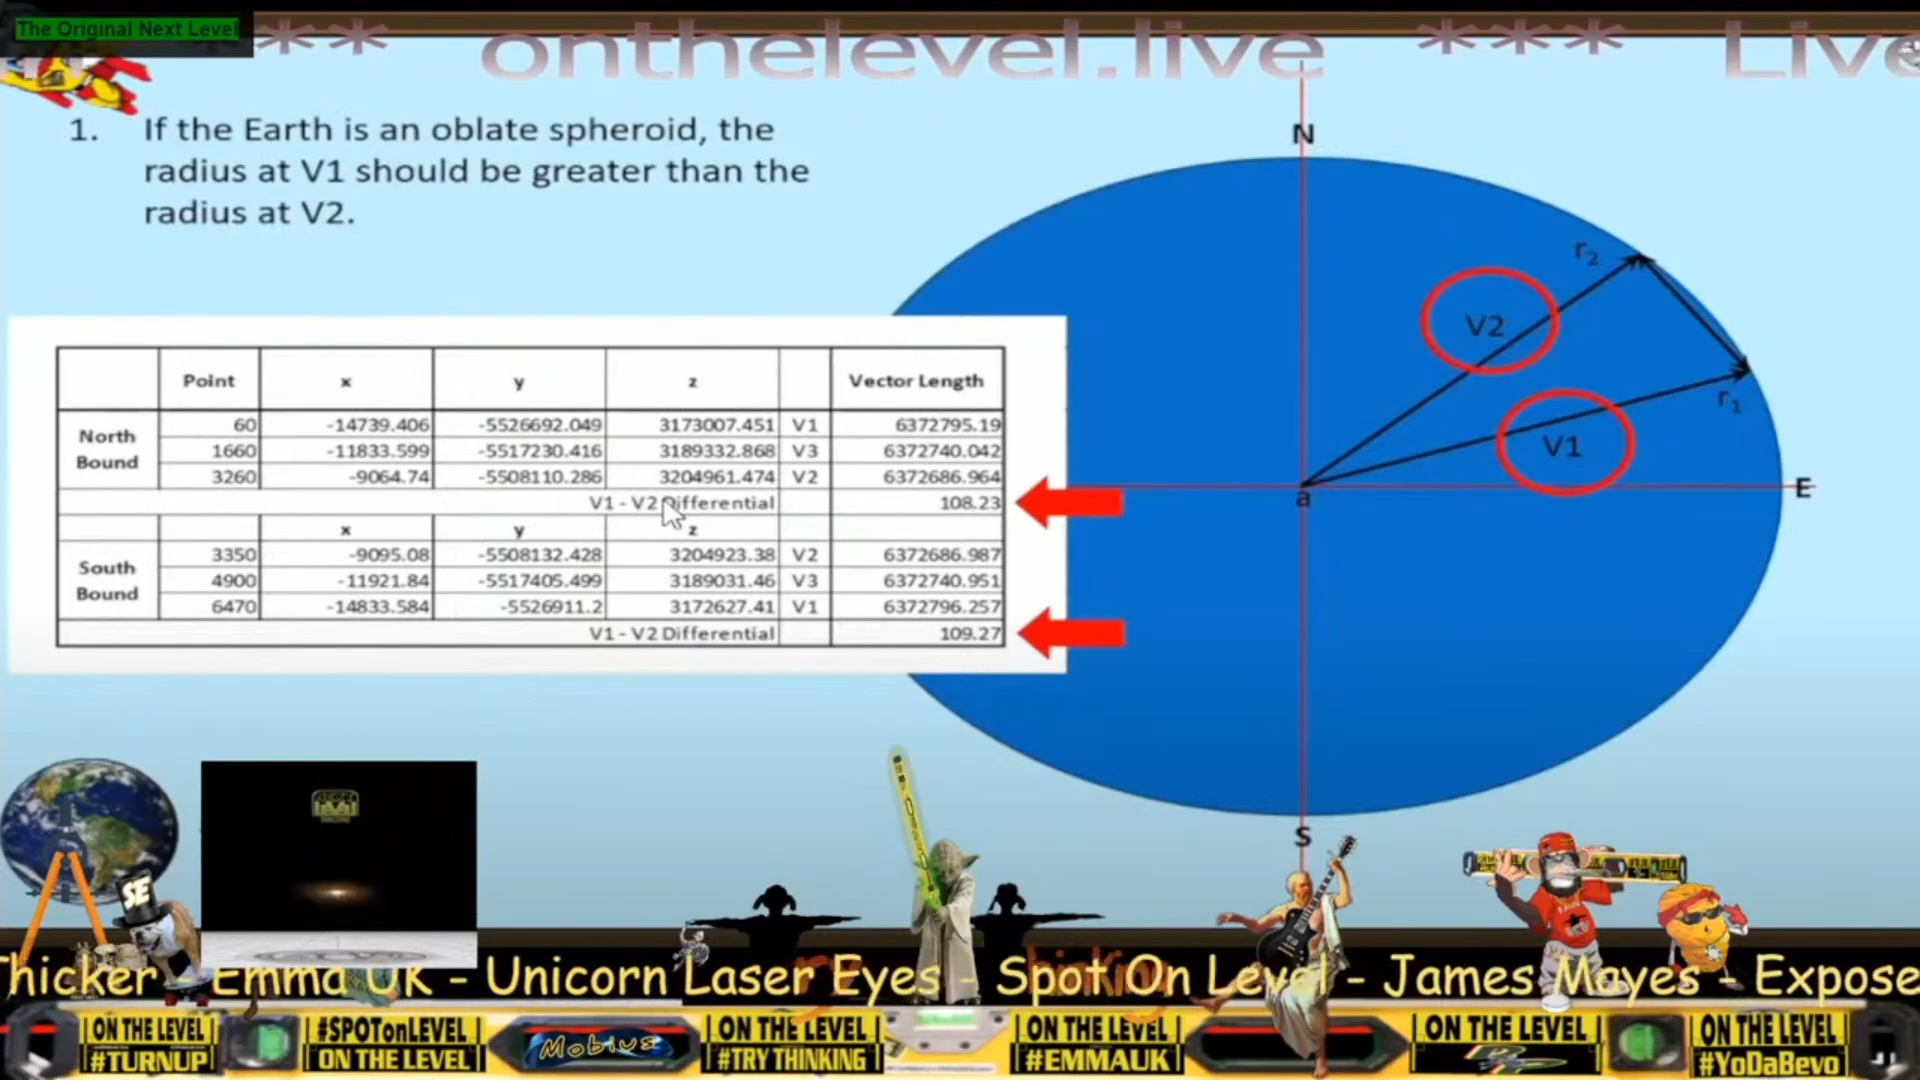 The Original Next Level
*** onthelevel.live *** Live
1. If the Earth is an oblate spheroid, the
radius at V1 should be greater than the
radius at V2.
N
r2
V2
r1
V1
a
E
S
Point x y z Vector Length
North Bound
60 -14739.406 -5526692.049 3173007.451 V1 6372795.19
1660 -11833.599 -5517230.416 3189332.868 V3 6372740.042
3260 -9064.74 -5508110.286 3204961.474 V2 6372686.964
V1 - V2 Differential 108.23
x y z
South Bound
3350 -9095.08 -5508132.428 3204923.38 V2 6372686.987
4900 -11921.84 -5517405.499 3189031.46 V3 6372740.951
6470 -14833.584 -5526911.2 3172627.41 V1 6372796.257
V1 - V2 Differential 109.27
SE
Thicker - Emma UK - Unicorn Laser Eyes - Spot On Level - James Mayes - Expose
ON THE LEVEL #SPOTonLEVEL ON THE LEVEL ON THE LEVEL ON THE LEVEL ON THE LEVEL
#TURNUP ON THE LEVEL Mobius #TRY THINKING #EMMAUK #YoDaBevo